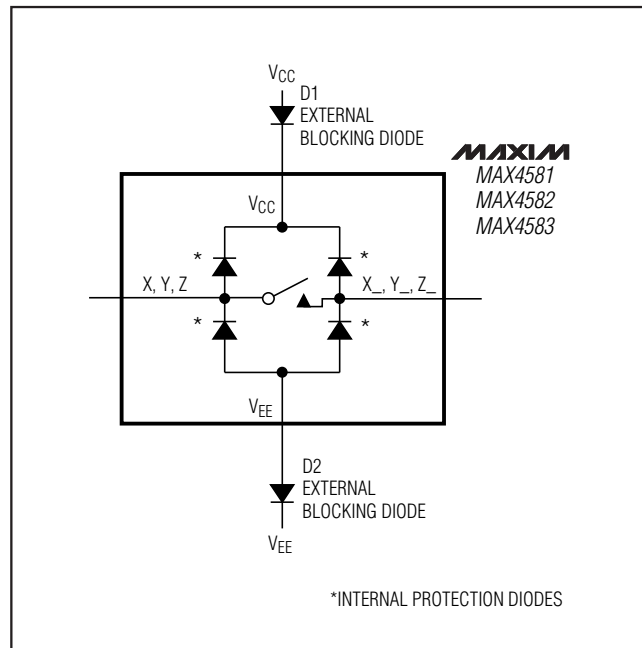 VCC
D1
EXTERNAL
BLOCKING DIODE
MAXIM
MAX4581
MAX4582
MAX4583
VCC
* *
X, Y, Z X_, Y_, Z_
* *
VEE
D2
EXTERNAL
BLOCKING DIODE
VEE
*INTERNAL PROTECTION DIODES